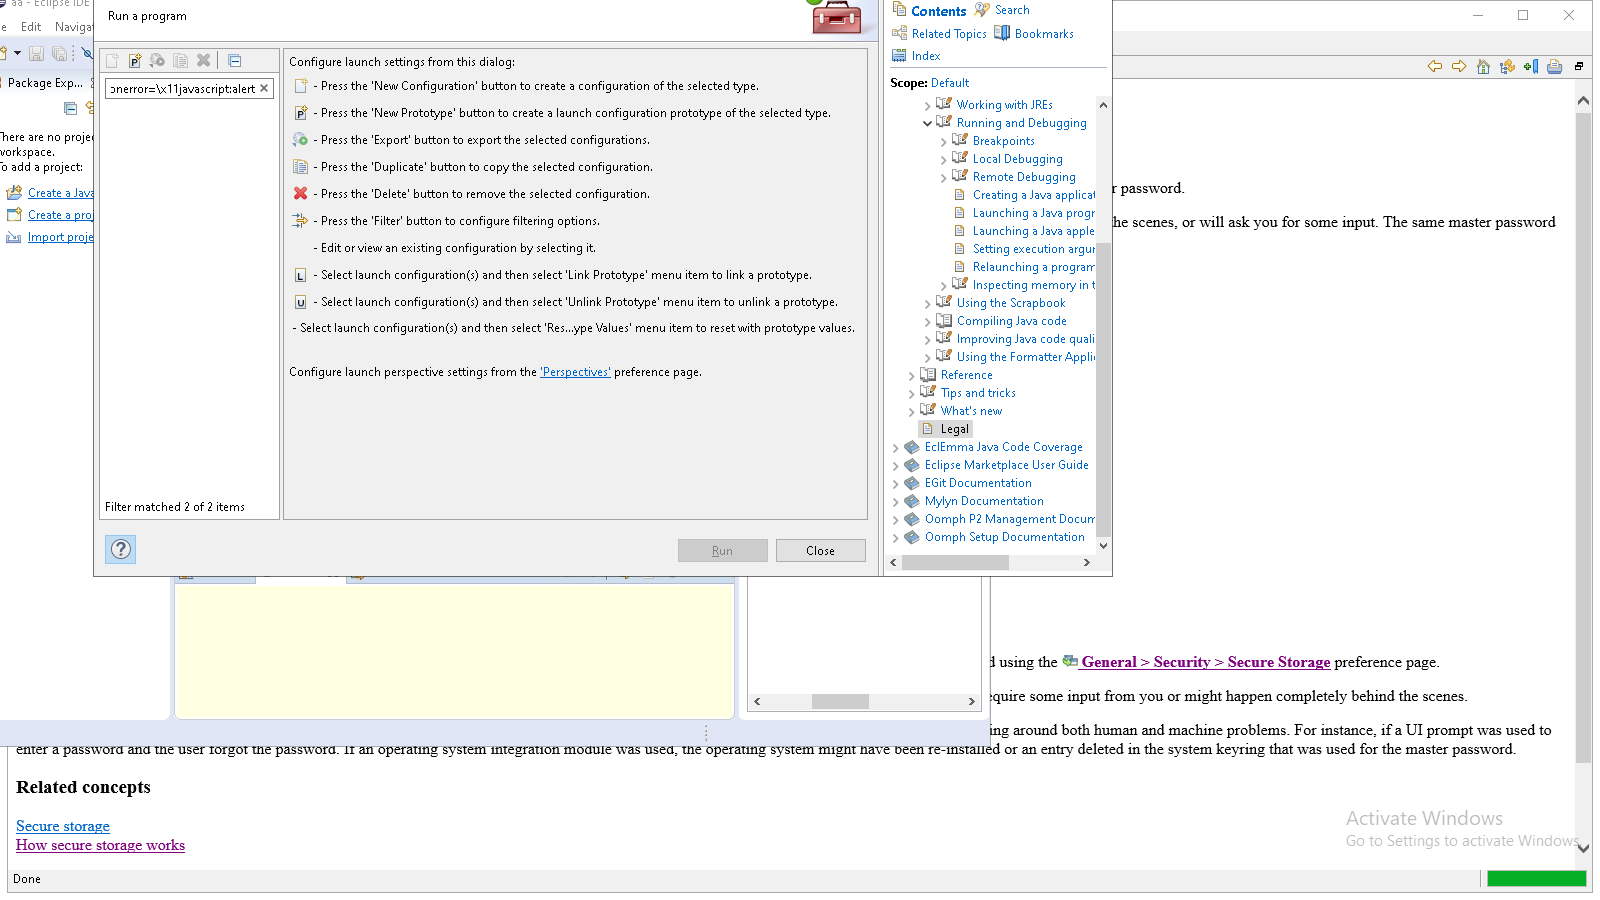 aa - Eclipse IDE
Edit
Run a program
Package Exp...
onerror=\x11javascript:alert
There are no
workspace.
To add a project:
Create a Java
Create a
Import
Filter matched 2 of 2 items
Configure launch settings from this dialog:
- Press the 'New Configuration' button to create a configuration of the selected type.
- Press the 'New Prototype' button to create a launch configuration prototype of the selected type.
- Press the 'Export' button to export the selected configurations.
- Press the 'Duplicate' button to copy the selected configuration.
- Press the 'Delete' button to remove the selected configuration.
- Press the 'Filter' button to configure filtering options.
- Edit or view an existing configuration by selecting it.
L - Select launch configuration(s) and then select 'Link Prototype' menu item to link a prototype.
U - Select launch configuration(s) and then select 'Unlink Prototype' menu item to unlink a prototype.
- Select launch configuration(s) and then select 'Res...ype Values' menu item to reset with prototype values.
Configure launch perspective settings from the 'Perspectives' preference page.
Run
Close
Contents
Search
Related Topics
Bookmarks
Index
Scope: Default
Working with JREs
Running and Debugging
Breakpoints
Local Debugging
Remote Debugging
Creating a Java applicat
Launching a Java progr
Launching a Java apple
Setting execution argur
Relaunching a program
Inspecting memory in t
Using the Scrapbook
Compiling Java code
Improving Java code quali
Using the Formatter Applic
Reference
Tips and tricks
What's new
Legal
EclEmma Java Code Coverage
Eclipse Marketplace User Guide
EGit Documentation
Mylyn Documentation
Oomph P2 Management Docum
Oomph Setup Documentation
r password.
the scenes, or will ask you for some input. The same master password
d using the General > Security > Secure Storage preference page.
equire some input from you or might happen completely behind the scenes.
ing around both human and machine problems. For instance, if a UI prompt was used to
enter a password and the user forgot the password. If an operating system integration module was used, the operating system might have been re-installed or an entry deleted in the system keyring that was used for the master password.
Related concepts
Secure storage
How secure storage works
Activate Windows
Go to Settings to activate Windows.
Done